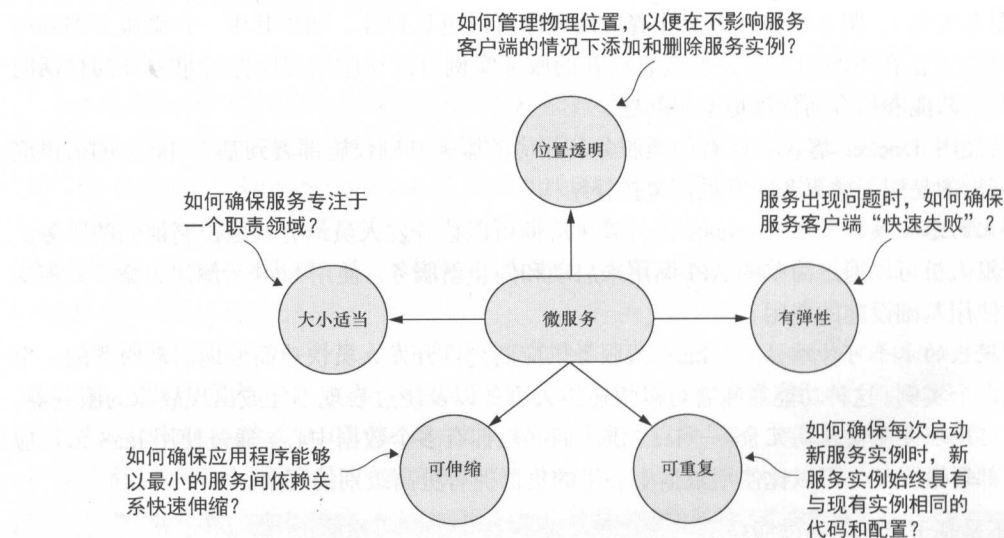 如何管理物理位置，以便在不影响服务
客户端的情况下添加和删除服务实例？
位置透明
如何确保服务专注于
一个职责领域？
服务出现问题时，如何确保
服务客户端“快速失败”？
大小适当
微服务
有弹性
如何确保应用程序能够
以最小的服务间依赖关
系快速伸缩？
可伸缩
可重复
如何确保每次启动
新服务实例时，新
服务实例始终具有
与现有实例相同的
代码和配置？